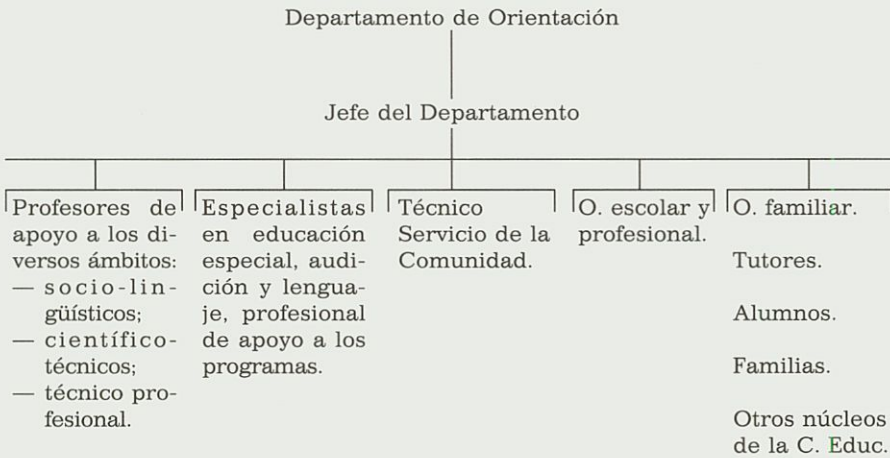 Departamento de Orientación
Jefe del Departamento
Profesores de
apoyo a los di-
versos ámbitos:
— socio-lin-
güísticos;
— científico-
técnicos;
— técnico pro-
fesional.
Especialistas
en educación
especial, audi-
ción y lengua-
je, profesional
de apoyo a los
programas.
Técnico
Servicio de la
Comunidad.
O. escolar y
profesional.
O. familiar.
Tutores.
Alumnos.
Familias.
Otros núcleos
de la C. Educ.